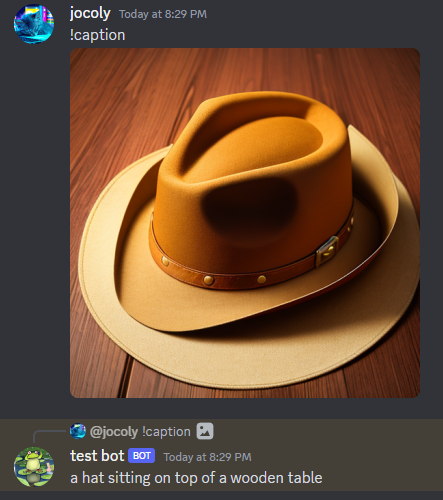 jocoly Today at 8:29 PM
!caption
@jocoly !caption
test bot BOT Today at 8:29 PM
a hat sitting on top of a wooden table